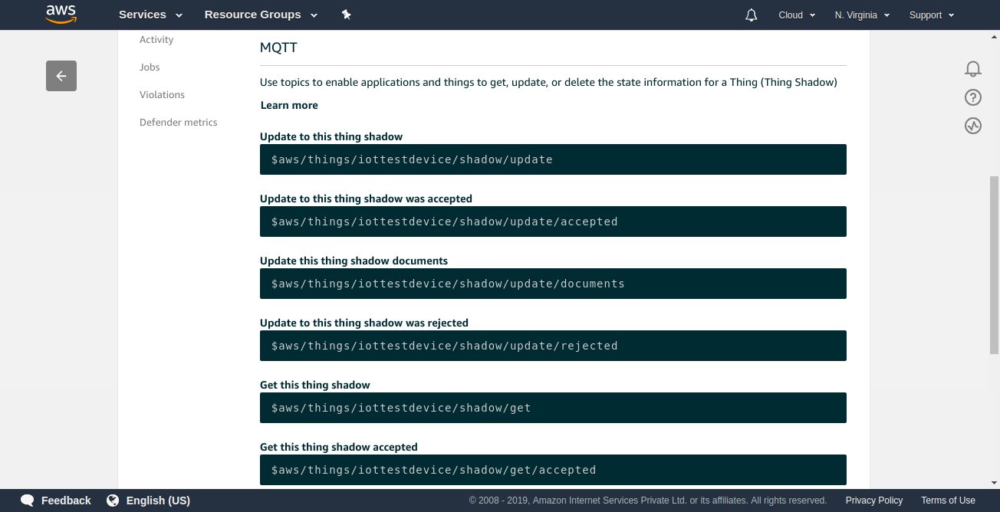 aws Services Resource Groups Cloud N. Virginia Support
Activity
Jobs
Violations
Defender metrics
MQTT
Use topics to enable applications and things to get, update, or delete the state information for a Thing (Thing Shadow)
Learn more
Update to this thing shadow
$aws/things/iottestdevice/shadow/update
Update to this thing shadow was accepted
$aws/things/iottestdevice/shadow/update/accepted
Update this thing shadow documents
$aws/things/iottestdevice/shadow/update/documents
Update to this thing shadow was rejected
$aws/things/iottestdevice/shadow/update/rejected
Get this thing shadow
$aws/things/iottestdevice/shadow/get
Get this thing shadow accepted
$aws/things/iottestdevice/shadow/get/accepted
Feedback English (US) © 2008 - 2019, Amazon Internet Services Private Ltd. or its affiliates. All rights reserved. Privacy Policy Terms of Use